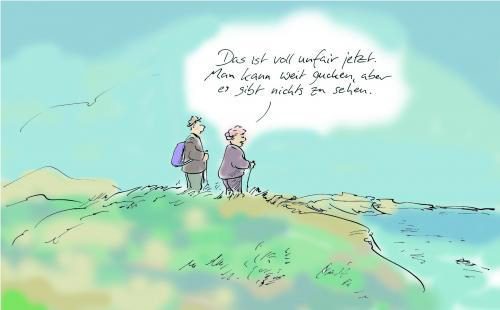 Das ist voll unfair jetzt.
Man kann weit gucken, aber
es gibt nichts zu sehen.